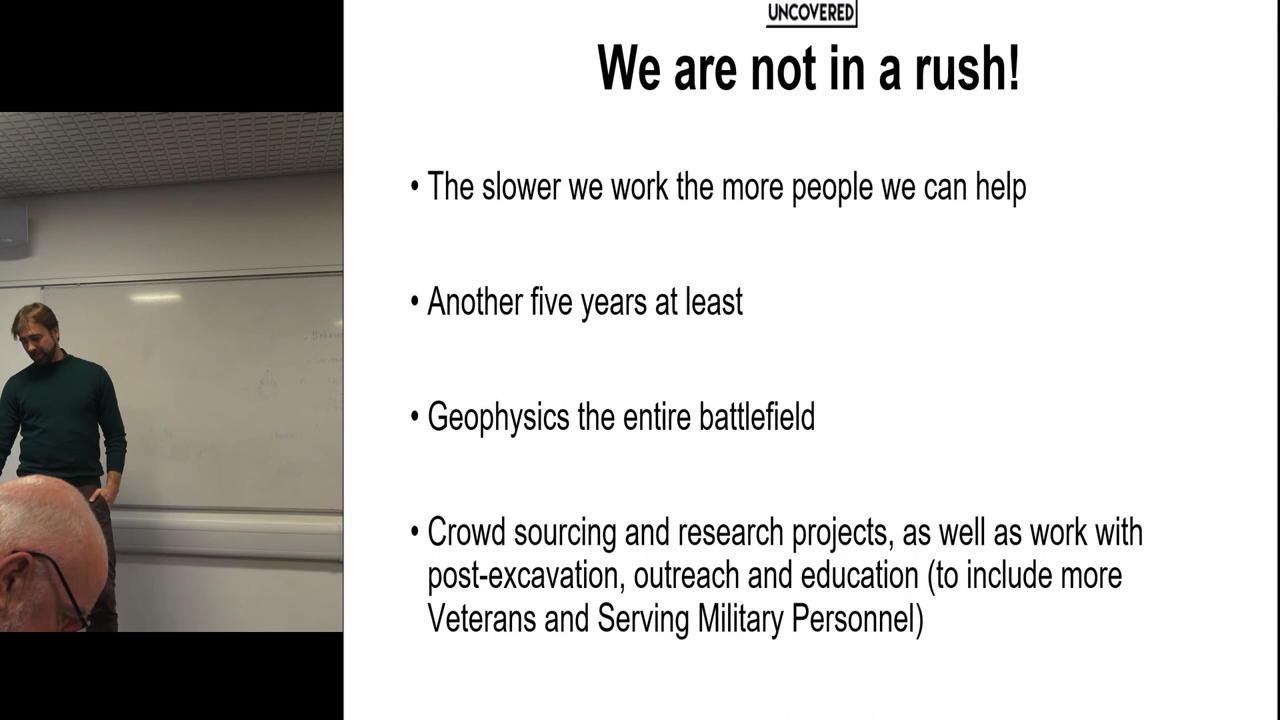 UNCOVERED
We are not in a rush!
• The slower we work the more people we can help
• Another five years at least
• Geophysics the entire battlefield
• Crowd sourcing and research projects, as well as work with
post-excavation, outreach and education (to include more
Veterans and Serving Military Personnel)